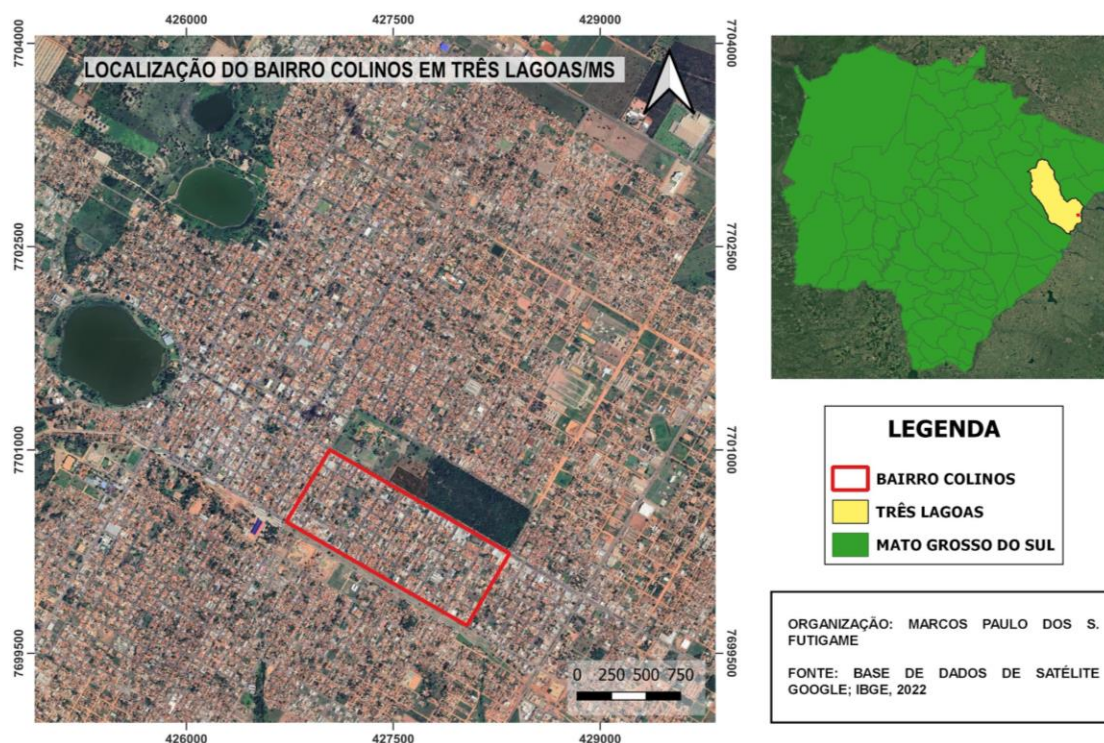 426000 427500 429000
7704000 7704000
LOCALIZAÇÃO DO BAIRRO COLINOS EM TRÊS LAGOAS/MS
7702500 7702500
7701000 7701000
7699500 7699500
0 250 500 750
426000 427500 429000
LEGENDA
BAIRRO COLINOS
TRÊS LAGOAS
MATO GROSSO DO SUL
ORGANIZAÇÃO: MARCOS PAULO DOS S.
FUTIGAME
FONTE: BASE DE DADOS DE SATÉLITE
GOOGLE; IBGE, 2022